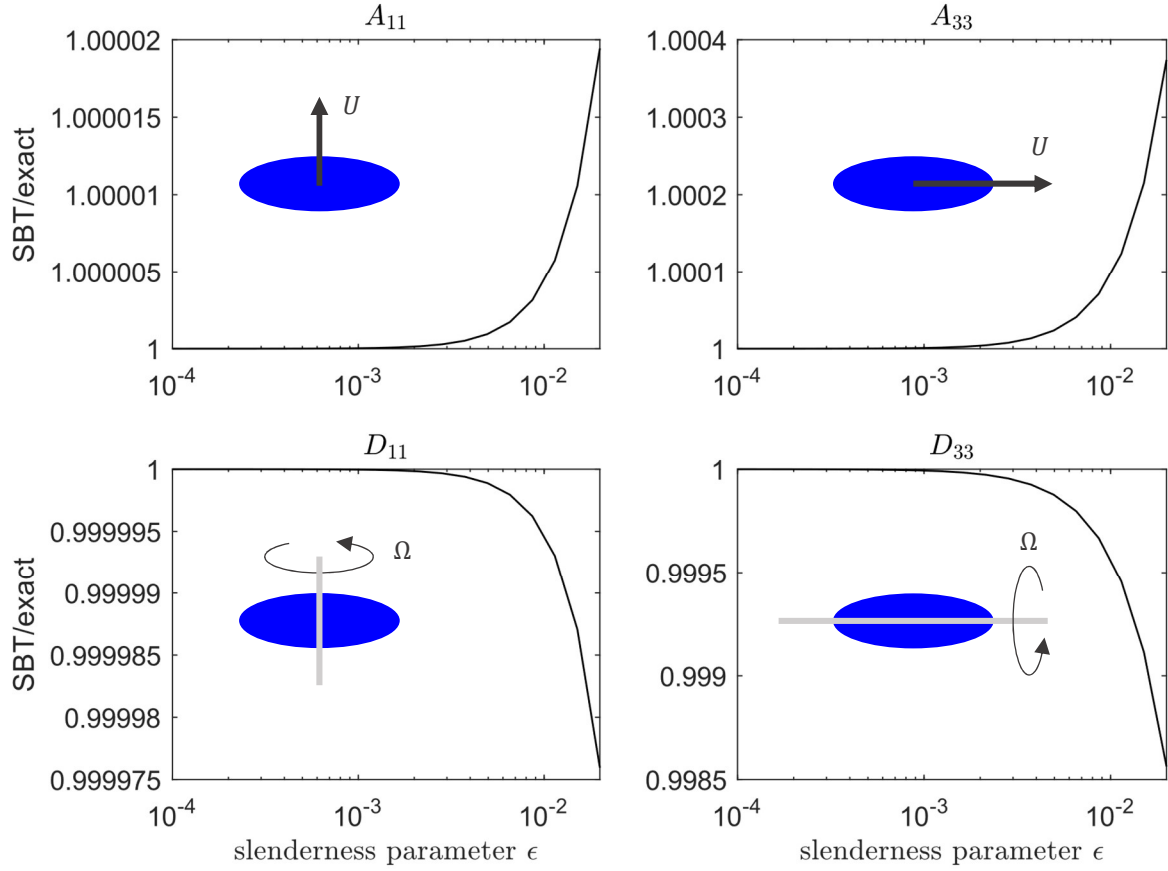 A₁₁
SBT/exact
1.00002
1.000015
1.00001
1.000005
1
U
10⁻⁴ 10⁻³ 10⁻²
A₃₃
1.0004
1.0003
1.0002
1.0001
1
U
10⁻⁴ 10⁻³ 10⁻²
D₁₁
SBT/exact
1
0.999995
0.99999
0.999985
0.99998
0.999975
Ω
10⁻⁴ 10⁻³ 10⁻²
slenderness parameter ϵ
D₃₃
1
0.9995
0.999
0.9985
Ω
10⁻⁴ 10⁻³ 10⁻²
slenderness parameter ϵ